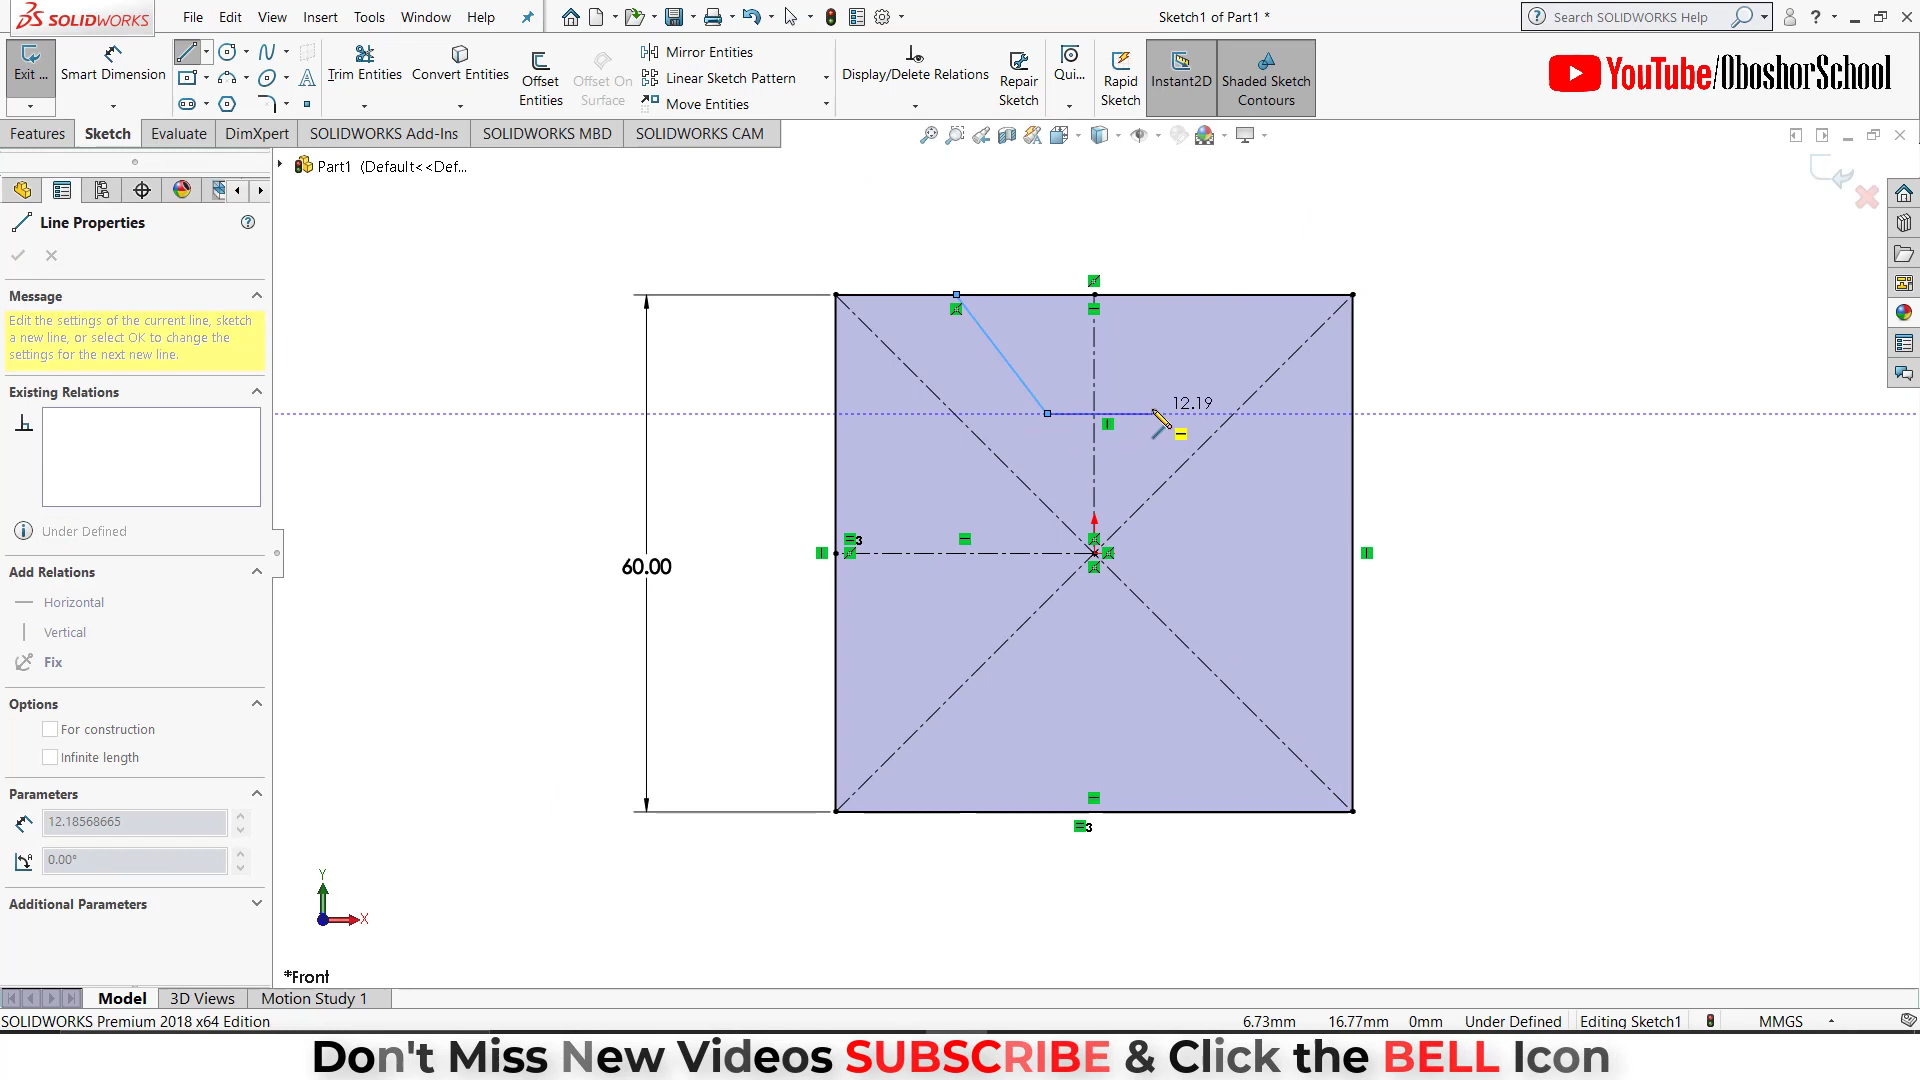 SOLIDWORKS
File Edit View Insert Tools Window Help
Sketch1 of Part1 *
Search SOLIDWORKS Help
Exit ...
Smart Dimension
Trim Entities
Convert Entities
Offset Entities
Offset On Surface
Mirror Entities
Linear Sketch Pattern
Move Entities
Display/Delete Relations
Repair Sketch
Qui...
Rapid Sketch
Instant2D
Shaded Sketch Contours
YouTube/OboshorSchool
Features Sketch Evaluate DimXpert SOLIDWORKS Add-Ins SOLIDWORKS MBD SOLIDWORKS CAM
Part1 (Default<<Def...
Line Properties
Message
Edit the settings of the current line, sketch
a new line, or select OK to change the
settings for the next new line.
Existing Relations
Under Defined
Add Relations
Horizontal
Vertical
Fix
Options
For construction
Infinite length
Parameters
12.18568665
0.00°
Additional Parameters
12.19
3
60.00
3
Y
X
*Front
Model 3D Views Motion Study 1
SOLIDWORKS Premium 2018 x64 Edition
6.73mm 16.77mm 0mm Under Defined Editing Sketch1 MMGS
Don't Miss New Videos SUBSCRIBE & Click the BELL Icon